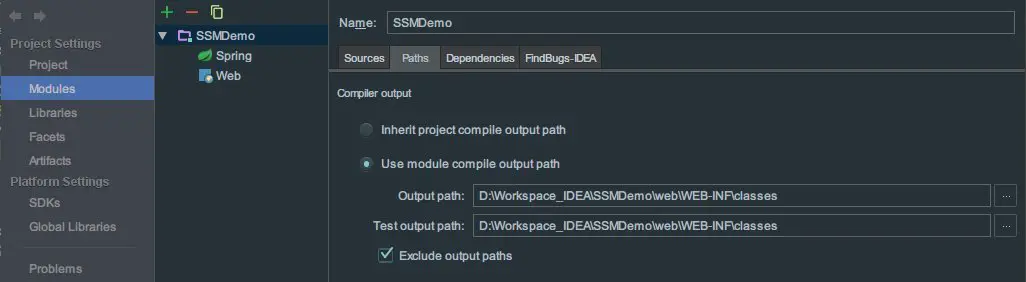 Project Settings
Project
Modules
Libraries
Facets
Artifacts
Platform Settings
SDKs
Global Libraries
Problems
SSMDemo
Spring
Web
Name: SSMDemo
Sources Paths Dependencies FindBugs-IDEA
Compiler output
Inherit project compile output path
Use module compile output path
Output path: D:\Workspace_IDEA\SSMDemo\web\WEB-INF\classes ...
Test output path: D:\Workspace_IDEA\SSMDemo\web\WEB-INF\classes ...
Exclude output paths